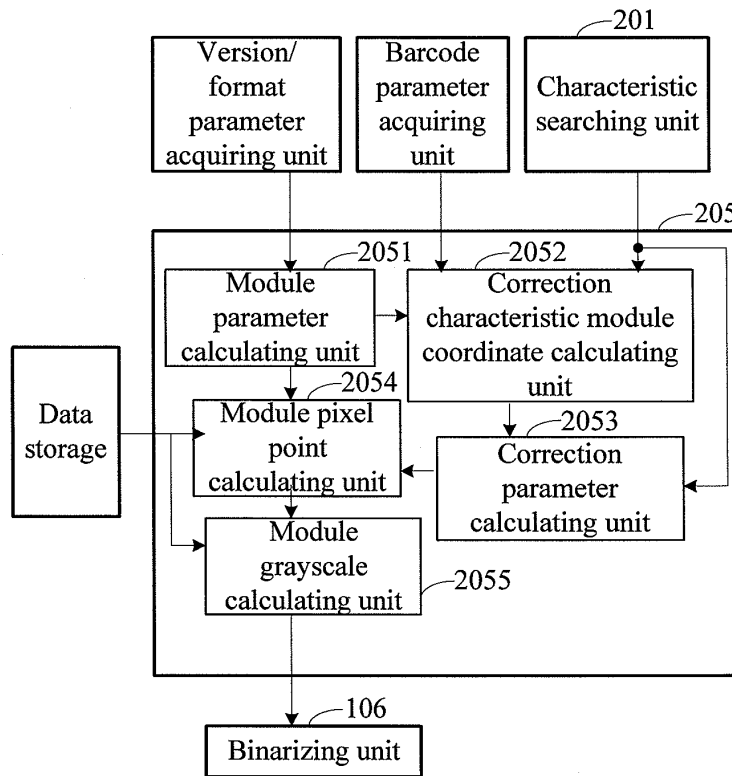 201
Version/
format
parameter
acquiring unit
Barcode
parameter
acquiring
unit
Characteristic
searching unit
205
2051
Module
parameter
calculating unit
2052
Correction
characteristic module
coordinate calculating
unit
Data
storage
2054
Module pixel
point
calculating unit
2053
Correction
parameter
calculating unit
Module
grayscale
calculating unit
2055
106
Binarizing unit